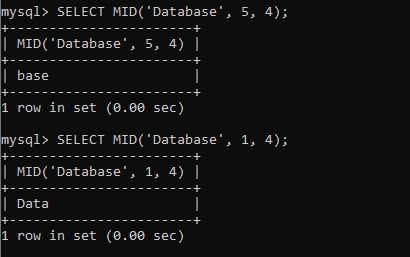 mysql> SELECT MID('Database', 5, 4);
+-----------------------+
| MID('Database', 5, 4) |
+-----------------------+
| base                  |
+-----------------------+
1 row in set (0.00 sec)

mysql> SELECT MID('Database', 1, 4);
+-----------------------+
| MID('Database', 1, 4) |
+-----------------------+
| Data                  |
+-----------------------+
1 row in set (0.00 sec)